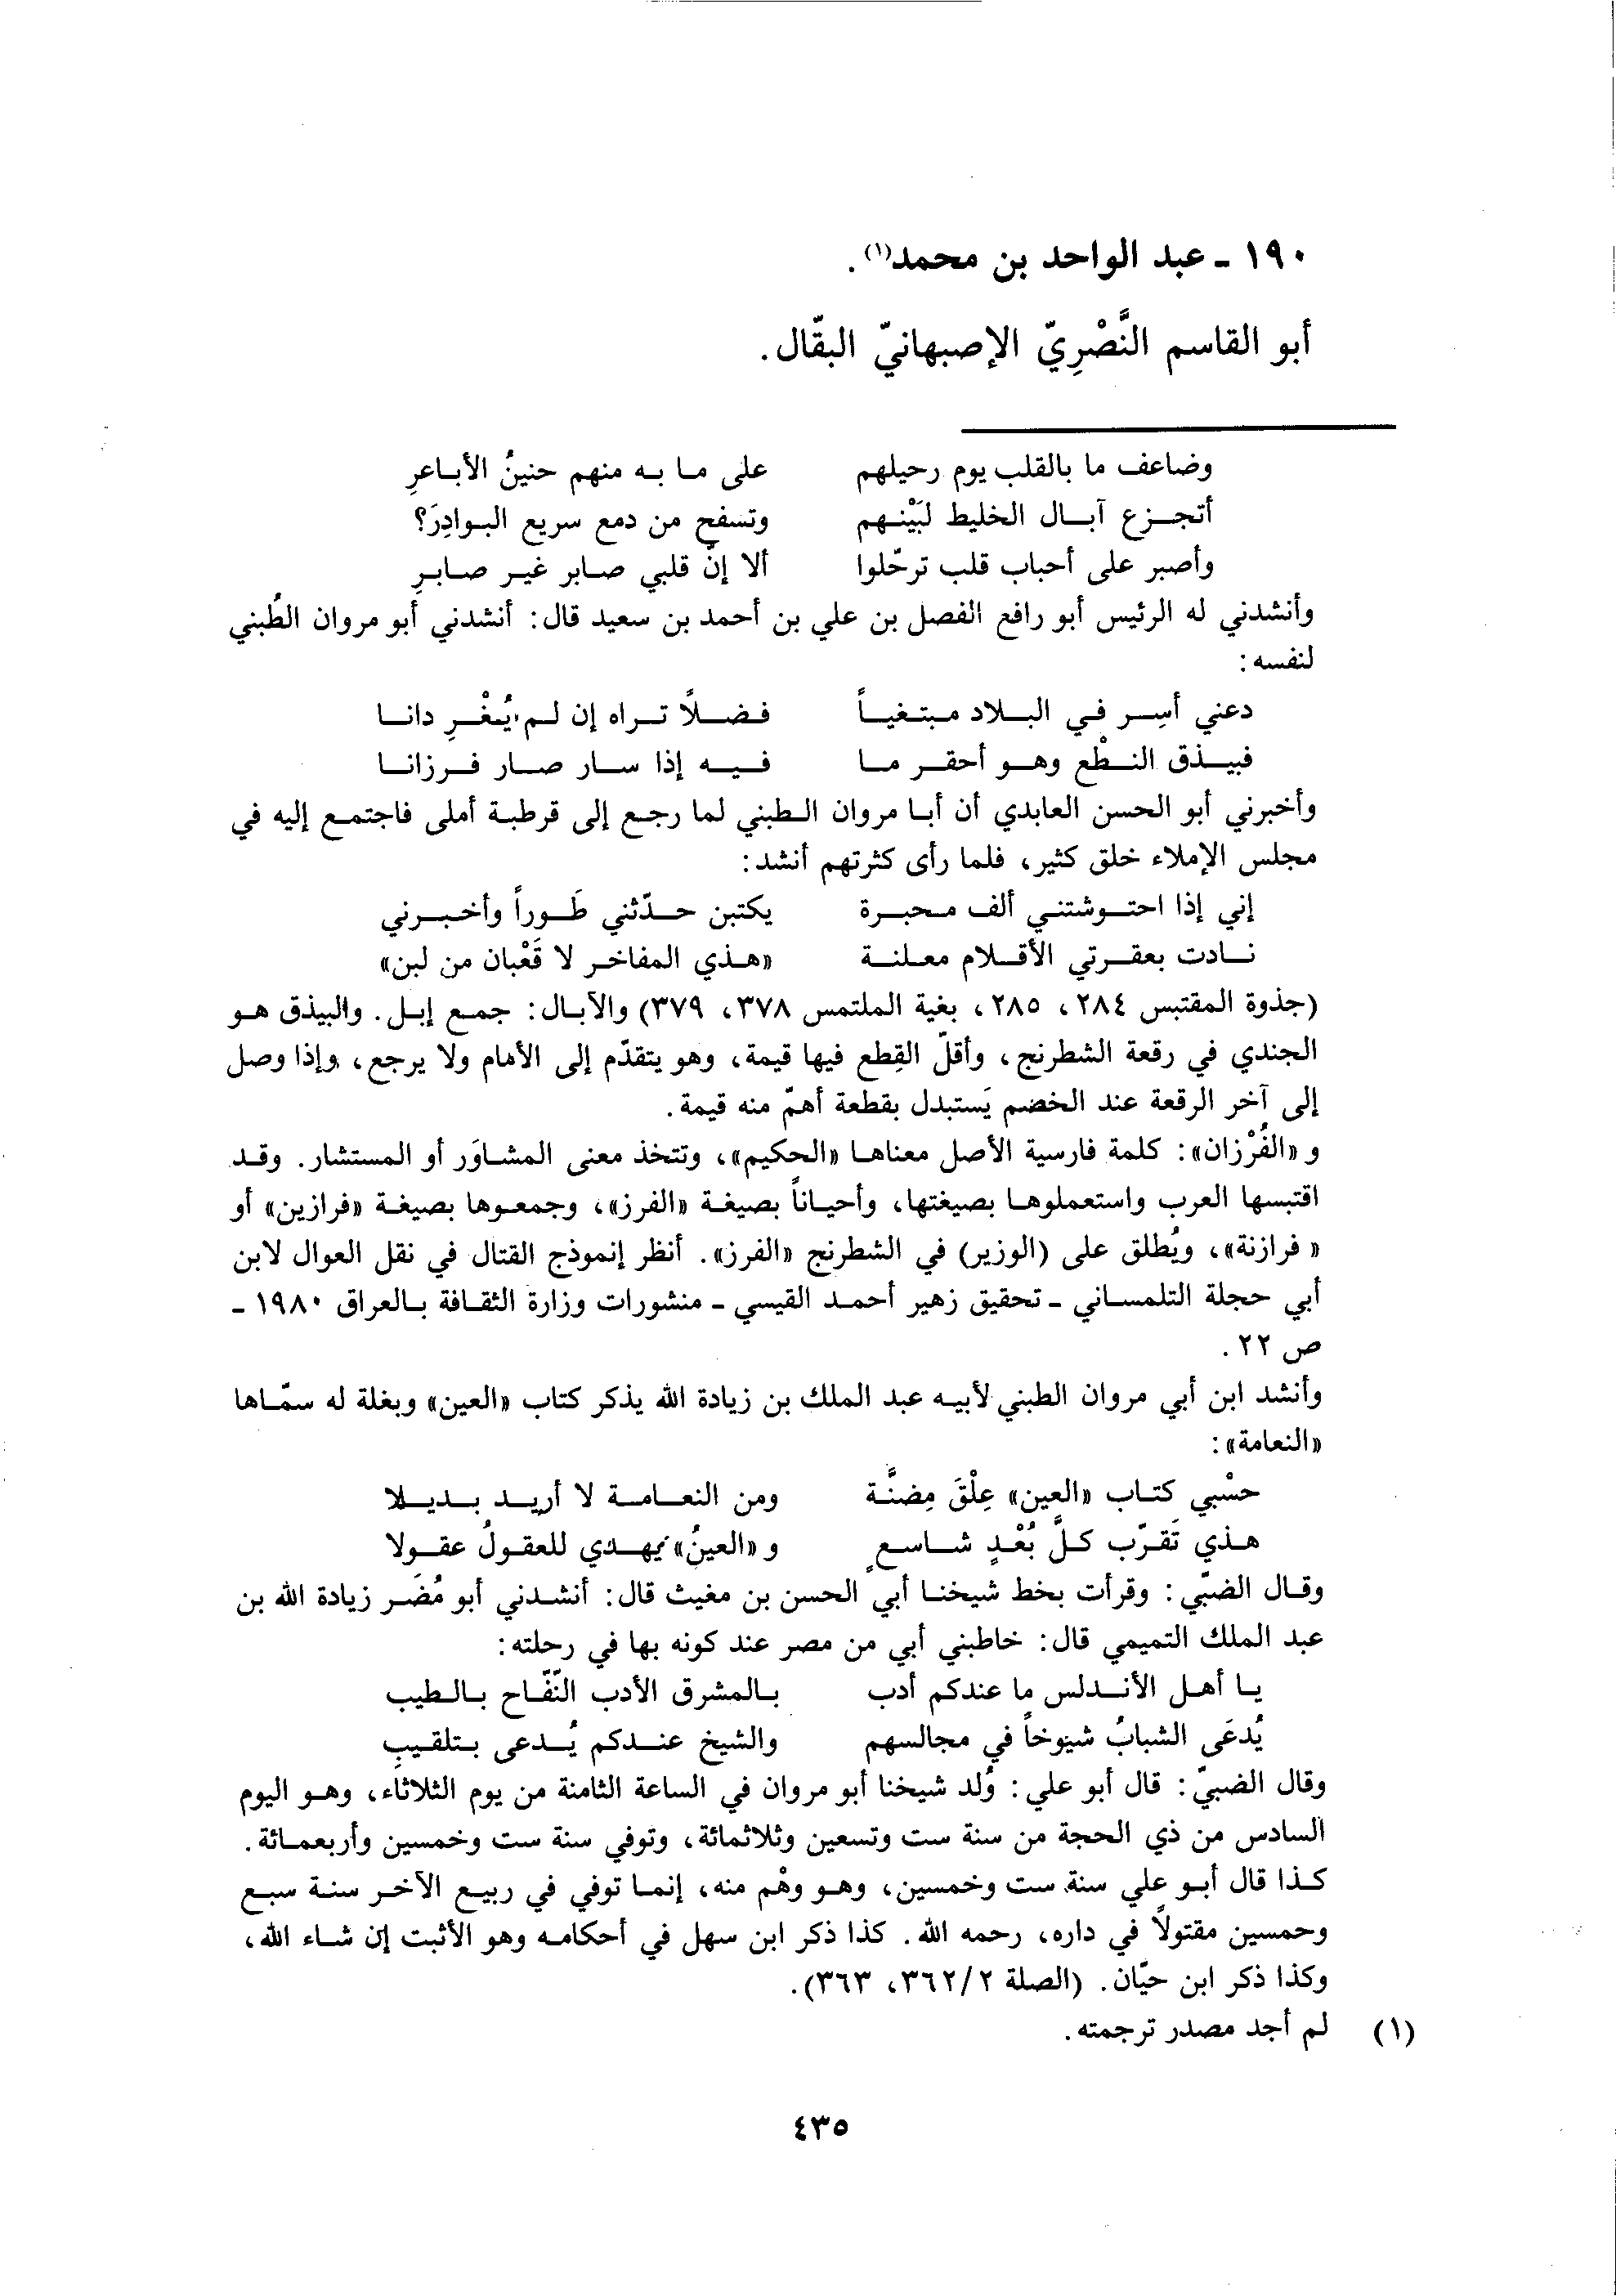 ١٩٠ - عبد الواحد بن محمد(١).
أبو القاسم النَّصْرِيّ الإصبهانيّ البقّال.
وضاعف ما بالقلب يوم رحيلهم على ما به منهم حنينُ الأباعرِ
أتجزع آبال الخليط لبَيْنهم وتسفح من دمع سريع البوادِرَ؟
وأصبر على أحباب قلب ترحّلوا ألا إنّ قلبي صابر غير صابرِ
وأنشدني له الرئيس أبو رافع الفصل بن علي بن أحمد بن سعيد قال: أنشدني أبو مروان الطُبني
لنفسه:
دعني أسِر في البلاد مبتغياً فضلًا تراه إن لم يُغْرِ دانا
فبيذق النطْع وهو أحقر ما فيه إذا سار صار فرزانا
وأخبرني أبو الحسن العابدي أن أبا مروان الطبني لما رجع إلى قرطبة أملى فاجتمع إليه في
مجلس الإملاء خلق كثير، فلما رأى كثرتهم أنشد:
إني إذا احتوشتني ألف محبرة يكتبن حدّثني طَوراً وأخبرني
نادت بعقرتي الأقلام معلنة «هذي المفاخر لا قَعْبان من لبن»
(جذوة المقتبس ٢٨٤، ٢٨٥، بغية الملتمس ٣٧٨، ٣٧٩) والآبال: جمع إبل. والبيذق هو
الجندي في رقعة الشطرنج، وأقلّ القِطع فيها قيمة، وهو يتقدّم إلى الأمام ولا يرجع، وإذا وصل
إلى آخر الرقعة عند الخضم يَستبدل بقطعة أهمّ منه قيمة.
و «الفُرْزان»: كلمة فارسية الأصل معناها «الحكيم»، وتتخذ معنى المشاوَر أو المستشار. وقد
اقتبسها العرب واستعملوها بصيغتها، وأحياناً بصيغة «الفرز»، وجمعوها بصيغة «فرازين» أو
«فرازنة»، ويُطلق على (الوزير) في الشطرنج «الفرز». أنظر إنموذج القتال في نقل العوال لابن
أبي حجلة التلمساني - تحقيق زهير أحمد القيسي - منشورات وزارة الثقافة بالعراق ١٩٨٠ -
ص ٢٢.
وأنشد ابن أبي مروان الطبني لأبيه عبد الملك بن زيادة الله يذكر كتاب «العين» وبغلة له سمّاها
«النعامة»:
حسْبي كتاب «العين» عِلْقَ مِضنَّة ومن النعامة لا أريد بديلا
هذي تَقرّب كلَّ بُعْدٍ شاسعٍ و «العينُ» يهدي للعقولُ عقولا
وقال الضبّي: وقرأت بخط شيخنا أبي الحسن بن مغيث قال: أنشدني أبو مُضَر زيادة الله بن
عبد الملك التميمي قال: خاطبني أبي من مصر عند كونه بها في رحلته:
يا أهل الأندلس ما عندكم أدب بالمشرق الأدب النّفّاح بالطيب
يُدعَى الشبابُ شيوخاً في مجالسهم والشيخ عندكم يُدعى بتلقيبِ
وقال الضبيّ: قال أبو علي: وُلد شيخنا أبو مروان في الساعة الثامنة من يوم الثلاثاء، وهو اليوم
السادس من ذي الحجة من سنة ست وتسعين وثلاثمائة، وتوفي سنة ست وخمسين وأربعمائة.
كذا قال أبو علي سنة ست وخمسين، وهو وهْم منه، إنما توفي في ربيع الآخر سنة سبع
وحمسين مقتولًا في داره، رحمه الله. كذا ذكر ابن سهل في أحكامه وهو الأثبت إن شاء الله،
وكذا ذكر ابن حيّان. (الصلة ٣٦٢/٢، ٣٦٣).
(١) لم أجد مصدر ترجمته.
٤٣٥